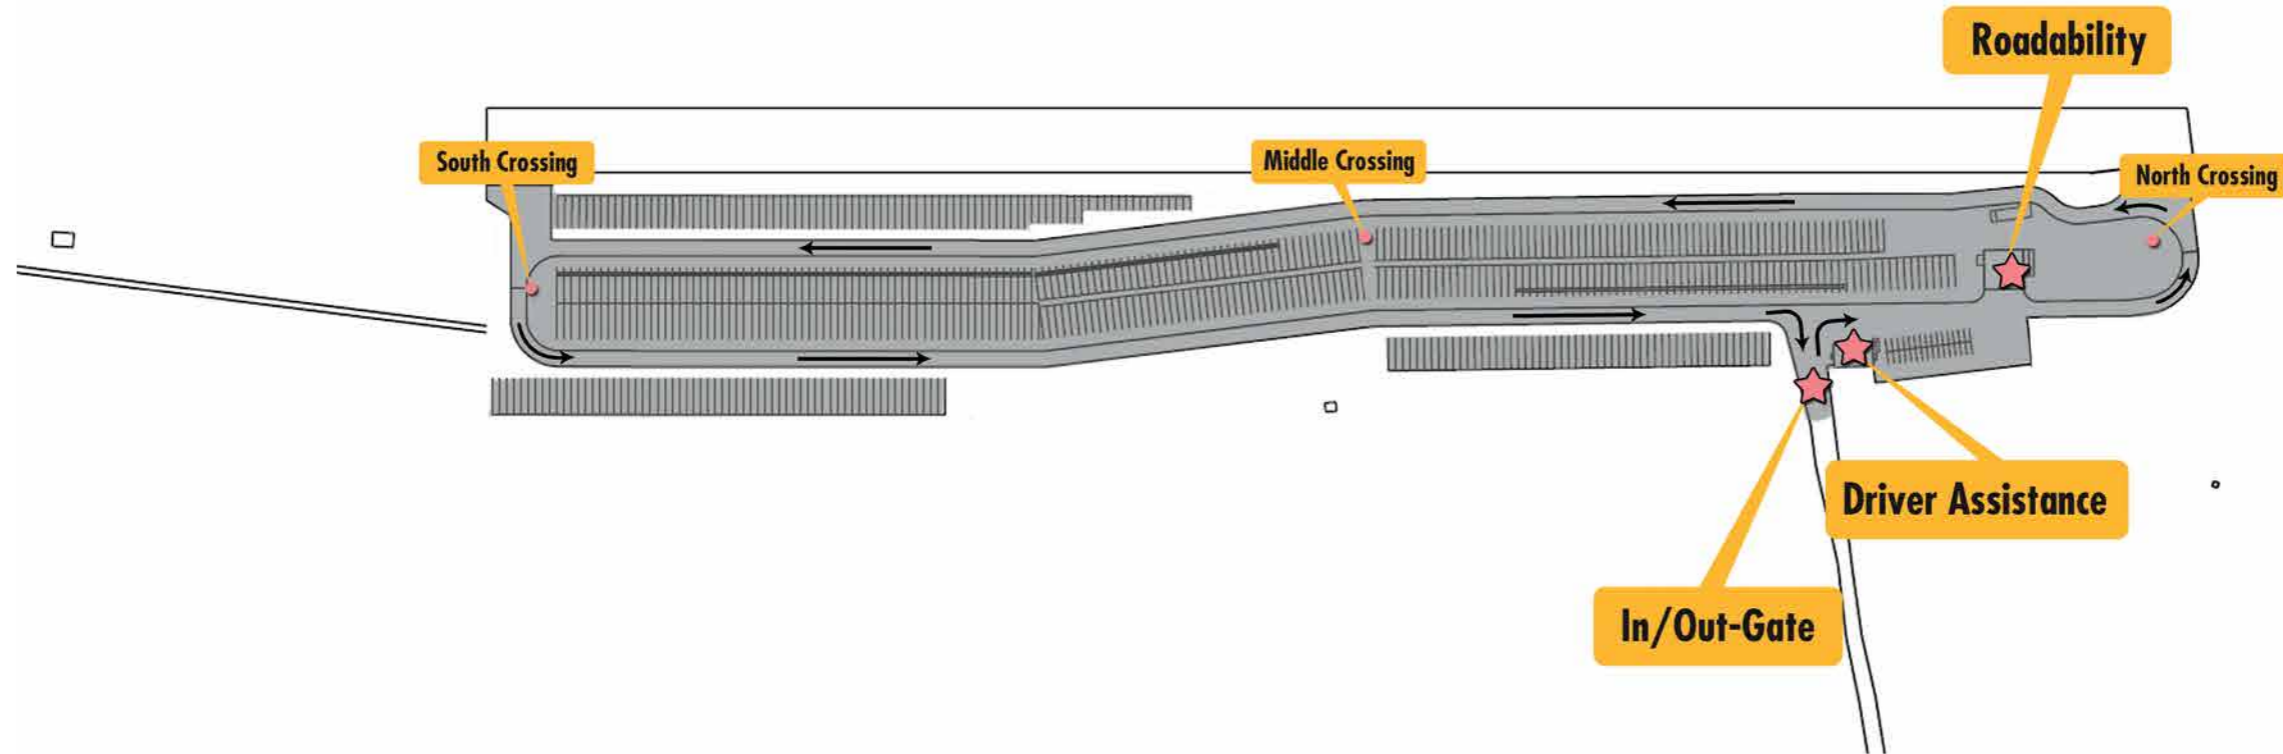 Roadability
South Crossing
Middle Crossing
North Crossing
Driver Assistance
In/Out-Gate